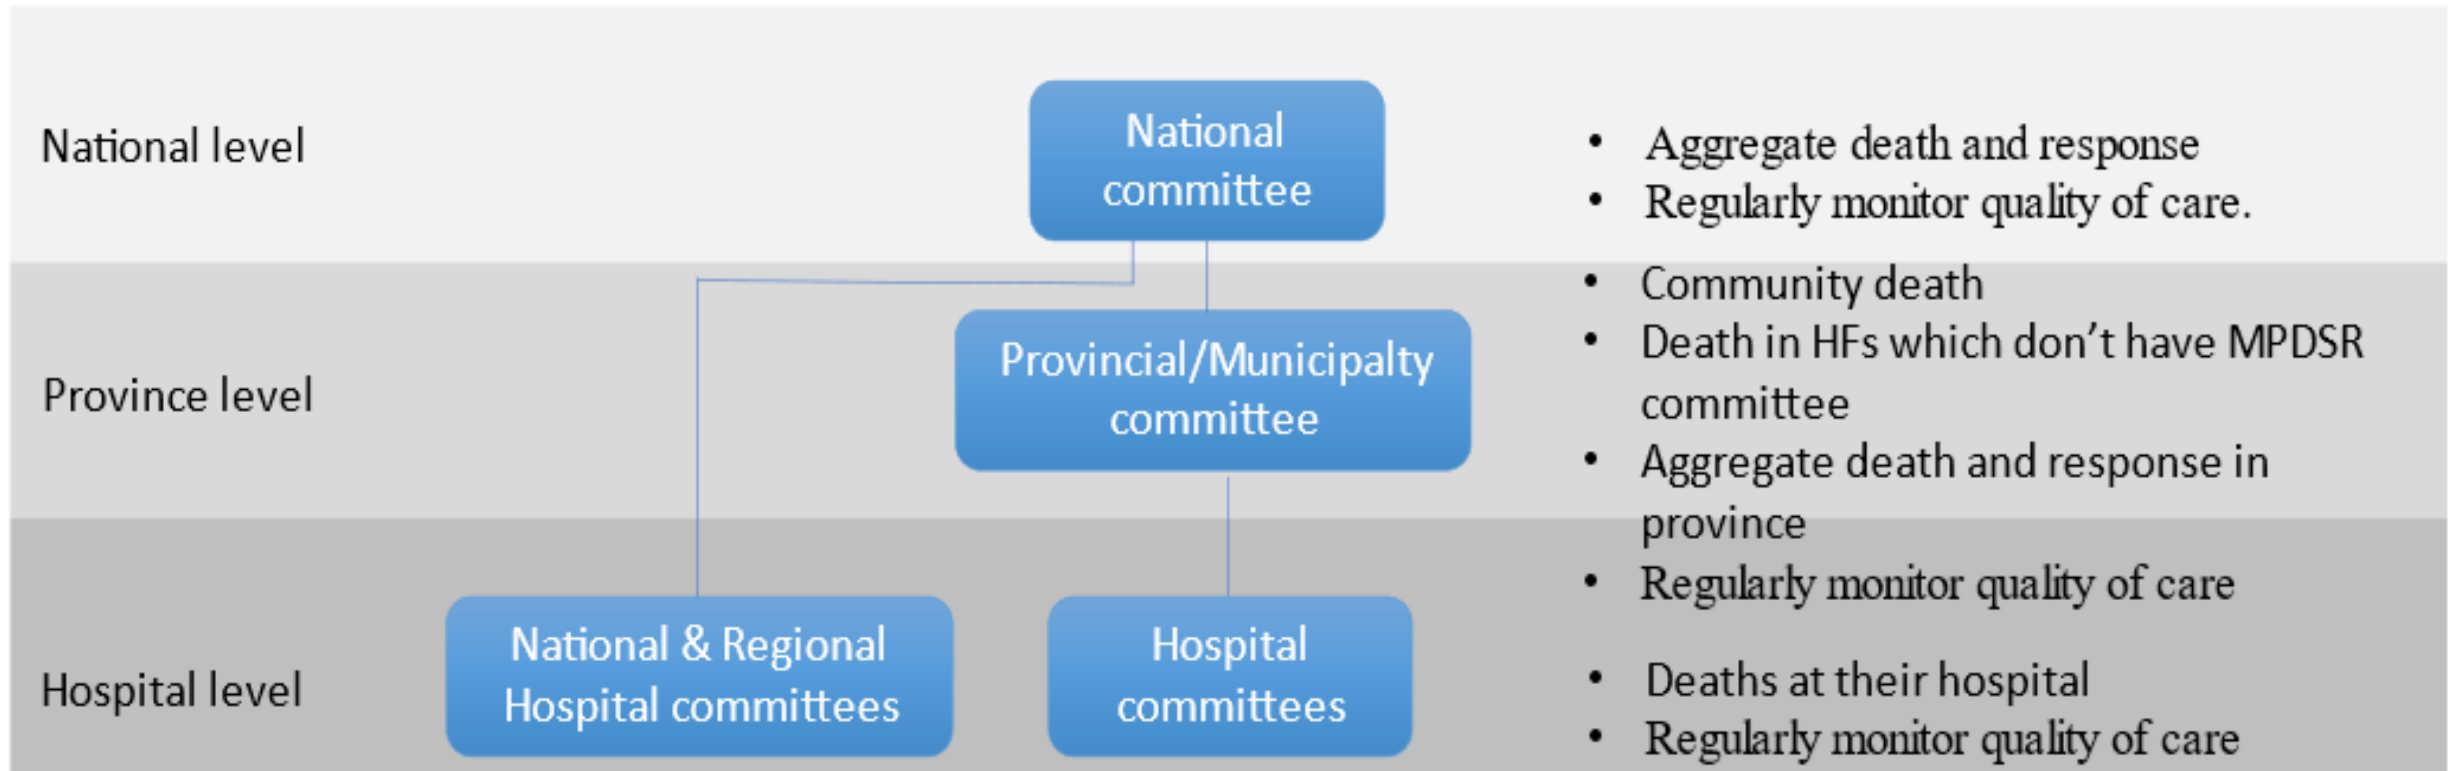 National level
National
committee
• Aggregate death and response
• Regularly monitor quality of care.
Province level
Provincial/Municipalty
committee
• Community death
• Death in HFs which don't have MPDSR
committee
• Aggregate death and response in
province
• Regularly monitor quality of care
Hospital level
National & Regional
Hospital committees
Hospital
committees
• Deaths at their hospital
• Regularly monitor quality of care